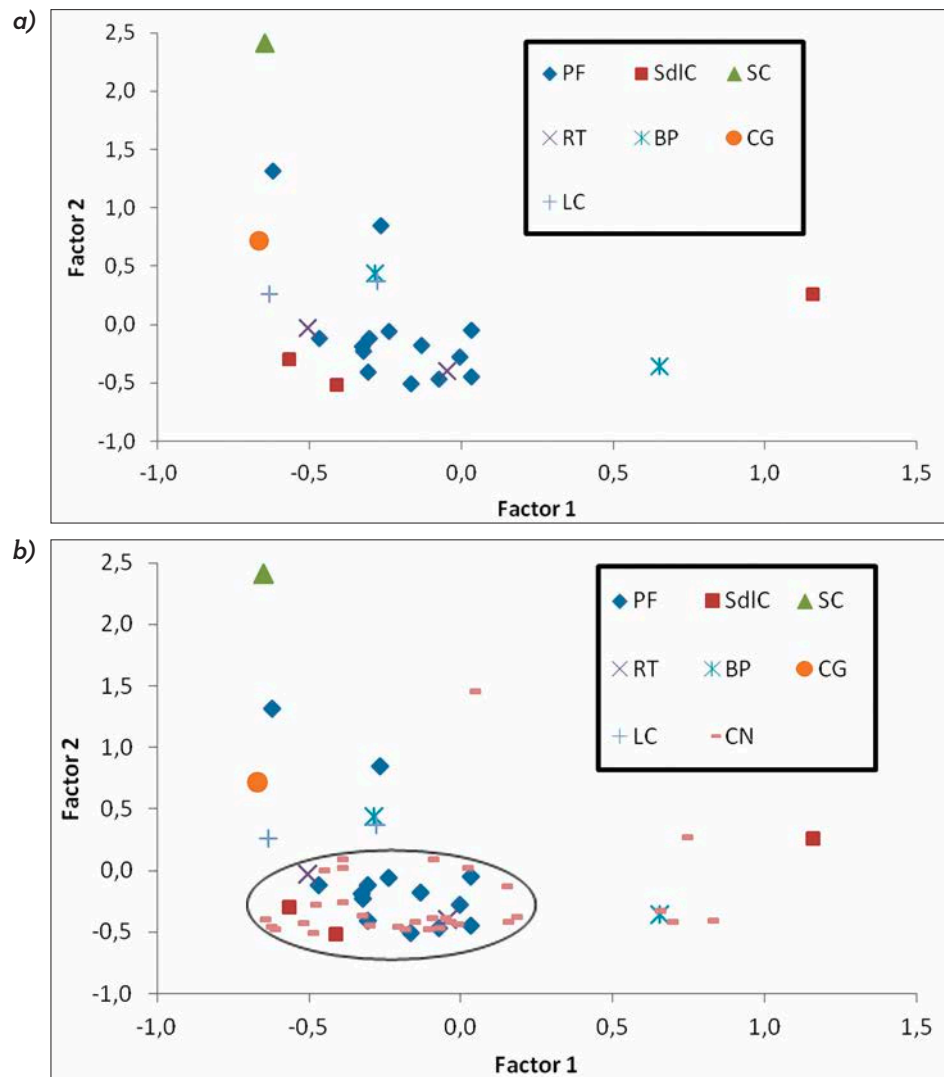 a)
2,5
2,0
1,5
1,0
0,5
0,0
-0,5
-1,0
Factor 2
PF SdlC SC
RT BP CG
LC
-1,0 -0,5 0,0 0,5 1,0 1,5
Factor 1
b)
2,5
2,0
1,5
1,0
0,5
0,0
-0,5
-1,0
Factor 2
PF SdlC SC
RT BP CG
LC CN
-1,0 -0,5 0,0 0,5 1,0 1,5
Factor 1